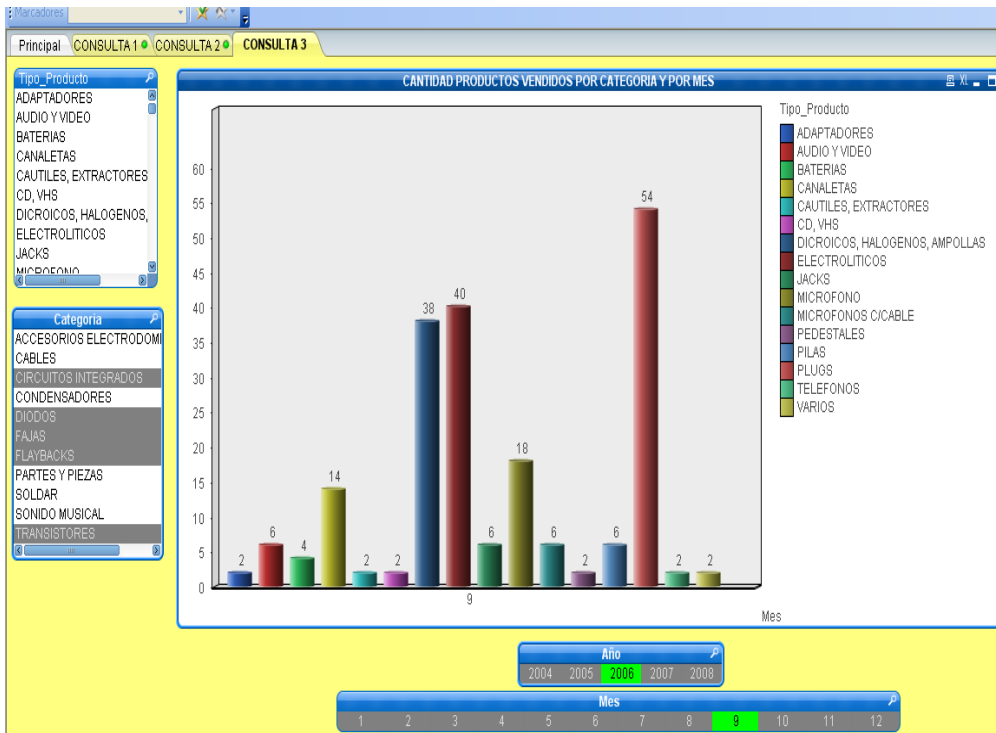 Marcadores
Principal CONSULTA 1 CONSULTA 2 CONSULTA 3
Tipo_Producto
ADAPTADORES
AUDIO Y VIDEO
BATERIAS
CANALETAS
CAUTILES, EXTRACTORES
CD, VHS
DICROICOS, HALOGENOS,
ELECTROLITICOS
JACKS
MICROFONO
Categoria
ACCESORIOS ELECTRODOMI
CABLES
CIRCUITOS INTEGRADOS
CONDENSADORES
DIODOS
FAJAS
FLAYBACKS
PARTES Y PIEZAS
SOLDAR
SONIDO MUSICAL
TRANSISTORES
CANTIDAD PRODUCTOS VENDIDOS POR CATEGORIA Y POR MES
XL
60
55
50
45
40
35
30
25
20
15
10
5
0
2 6 4 14 2 2 38 40 6 18 6 2 6 54 2 2
9
Mes
Tipo_Producto
ADAPTADORES
AUDIO Y VIDEO
BATERIAS
CANALETAS
CAUTILES, EXTRACTORES
CD, VHS
DICROICOS, HALOGENOS, AMPOLLAS
ELECTROLITICOS
JACKS
MICROFONO
MICROFONOS C/CABLE
PEDESTALES
PILAS
PLUGS
TELEFONOS
VARIOS
Año
2004 2005 2006 2007 2008
Mes
1 2 3 4 5 6 7 8 9 10 11 12